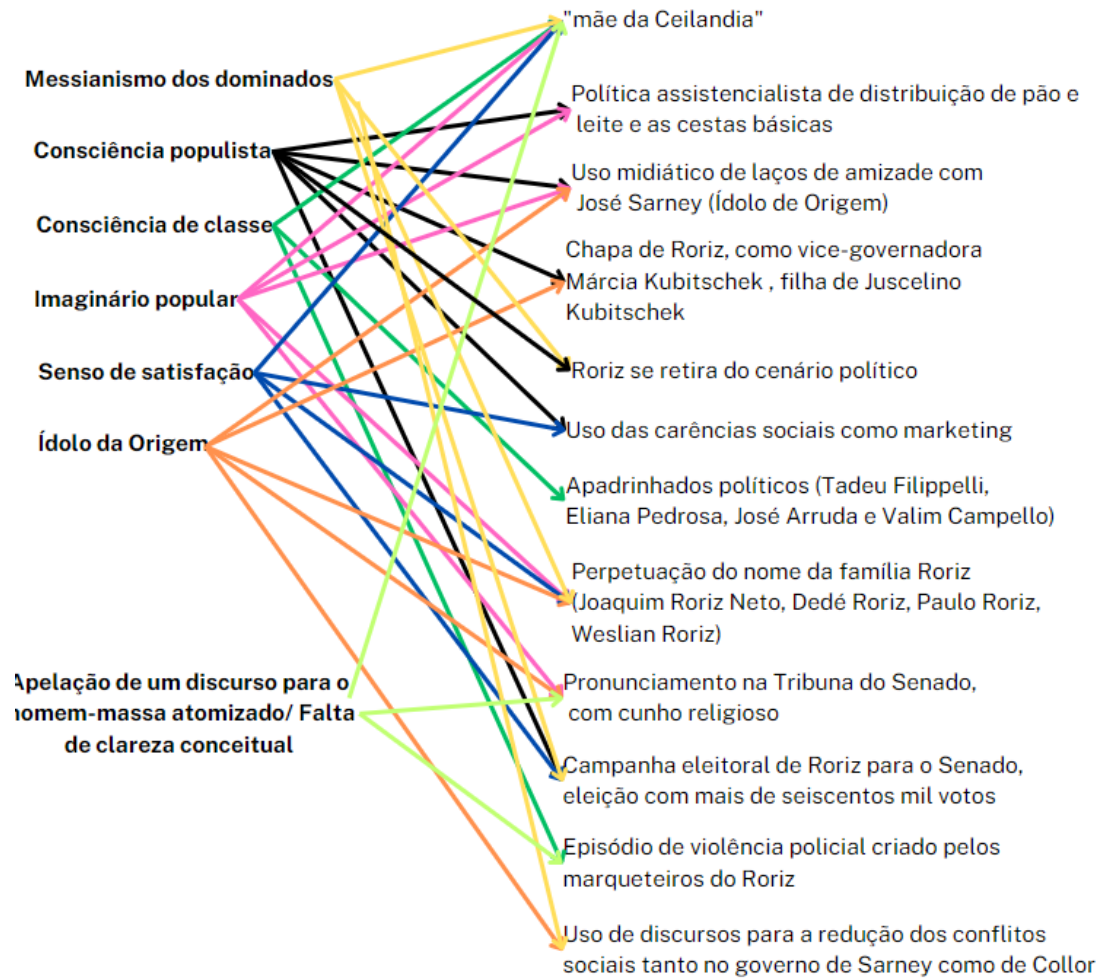 "mãe da Ceilandia"
Messianismo dos dominados
Consciência populista
Consciência de classe
Imaginário popular
Senso de satisfação
Ídolo da Origem
Apelação de um discurso para o
homem-massa atomizado/ Falta
de clareza conceitual
Política assistencialista de distribuição de pão e
leite e as cestas básicas
Uso midiático de laços de amizade com
José Sarney (Ídolo de Origem)
Chapa de Roriz, como vice-governadora
Márcia Kubitschek , filha de Juscelino
Kubitschek
Roriz se retira do cenário político
Uso das carências sociais como marketing
Apadrinhados políticos (Tadeu Filippelli,
Eliana Pedrosa, José Arruda e Valim Campello)
Perpetuação do nome da família Roriz
(Joaquim Roriz Neto, Dedé Roriz, Paulo Roriz,
Weslian Roriz)
Pronunciamento na Tribuna do Senado,
com cunho religioso
Campanha eleitoral de Roriz para o Senado,
eleição com mais de seiscentos mil votos
Episódio de violência policial criado pelos
marqueteiros do Roriz
Uso de discursos para a redução dos conflitos
sociais tanto no governo de Sarney como de Collor